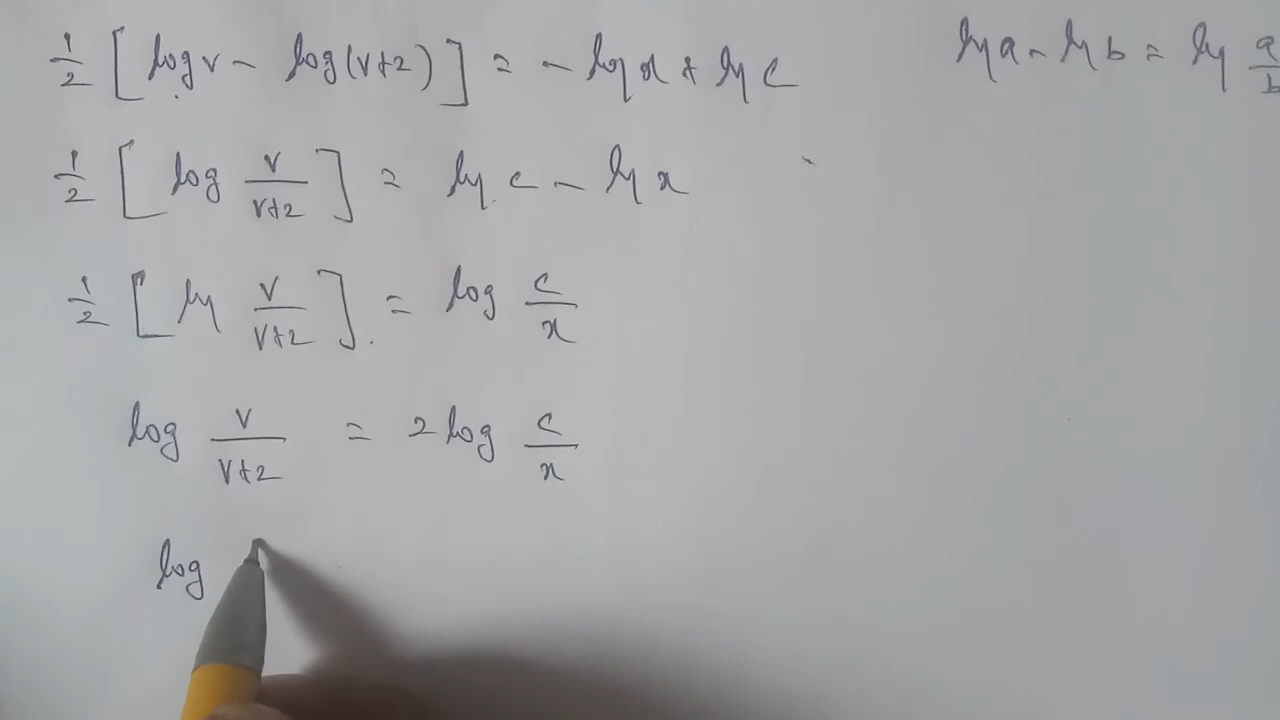 1/2 [ log v - log(v+2) ] = - log x + log c
log a - log b = log a/b
1/2 [ log v/v+2 ] = log c - log x
1/2 [ log v/v+2 ] . = log c/x
log v/v+2 = 2 log c/x
log